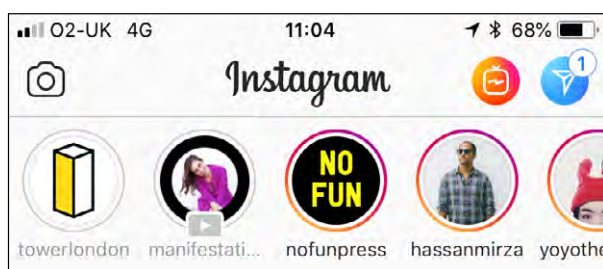 O2-UK 4G 11:04 68%
Instagram
1
NO
FUN
towerlondon manifestati... nofunpress hassanmirza yoyothe